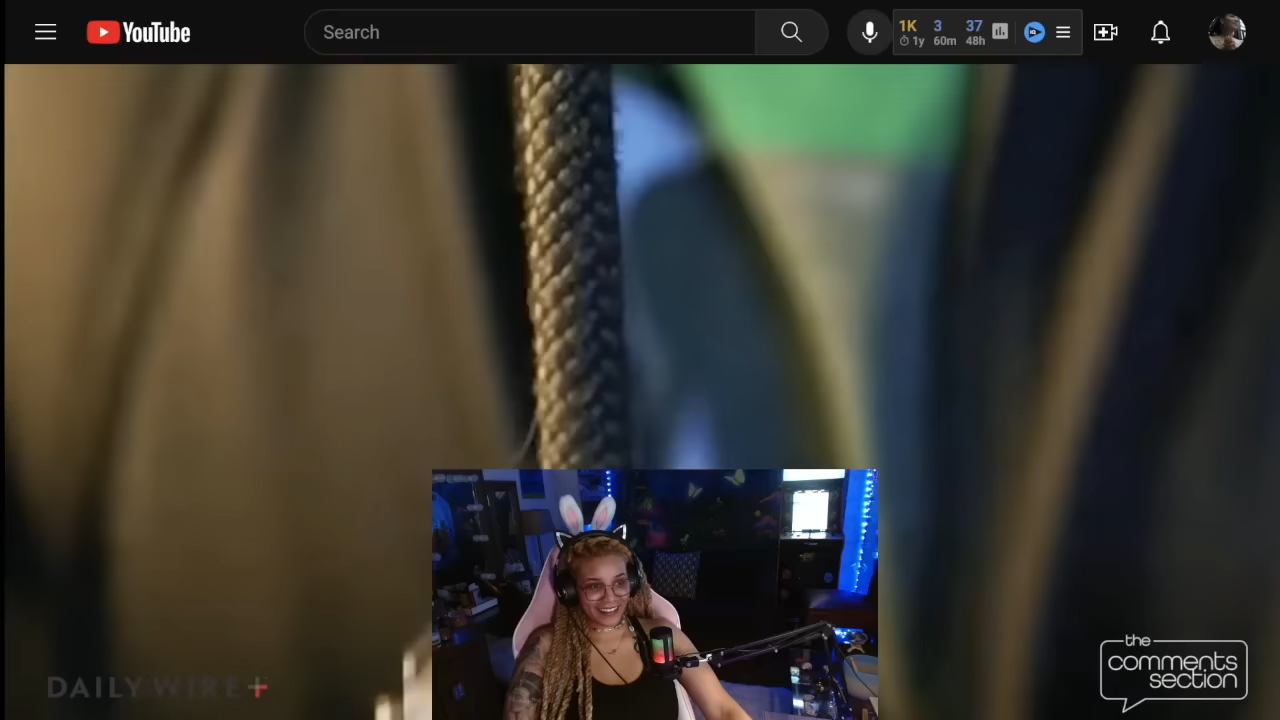 YouTube
Search
1K 3 37
1y 60m 48h
DAILY WIRE+
the
comments
section